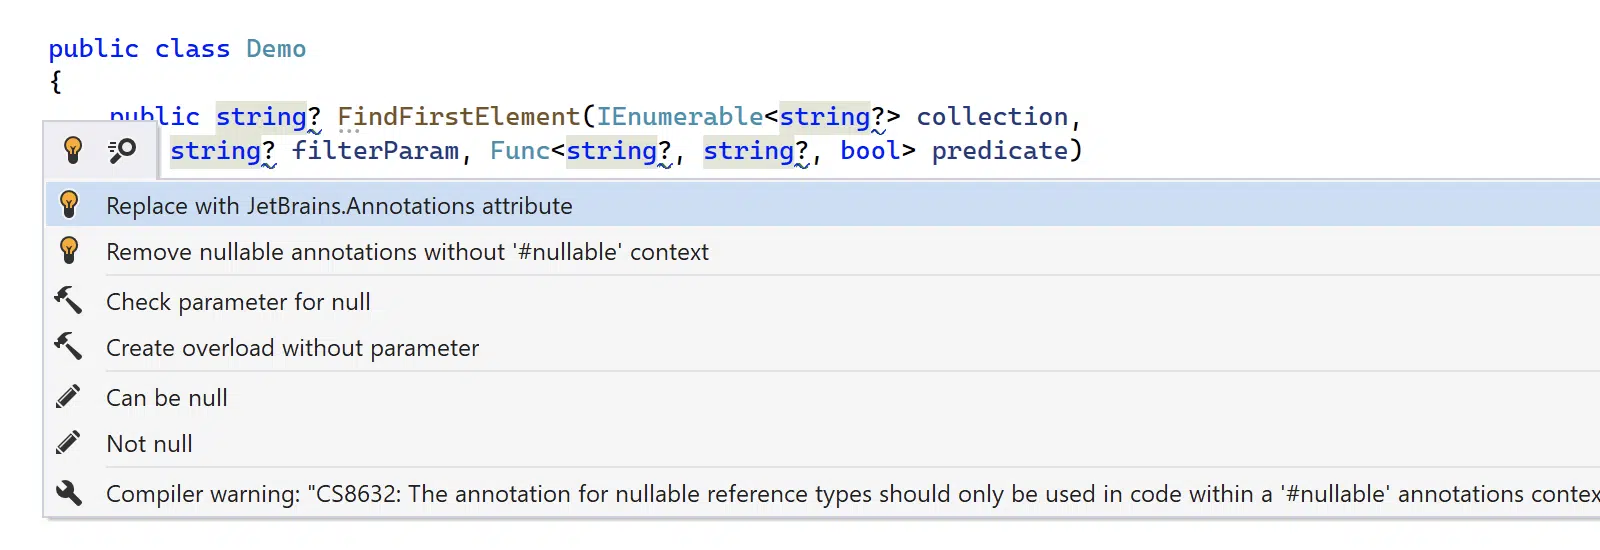 public class Demo
{
public string? FindFirstElement(IEnumerable<string?> collection,
string? filterParam, Func<string?, string?, bool> predicate)
Replace with JetBrains.Annotations attribute
Remove nullable annotations without '#nullable' context
Check parameter for null
Create overload without parameter
Can be null
Not null
Compiler warning: "CS8632: The annotation for nullable reference types should only be used in code within a '#nullable' annotations contex